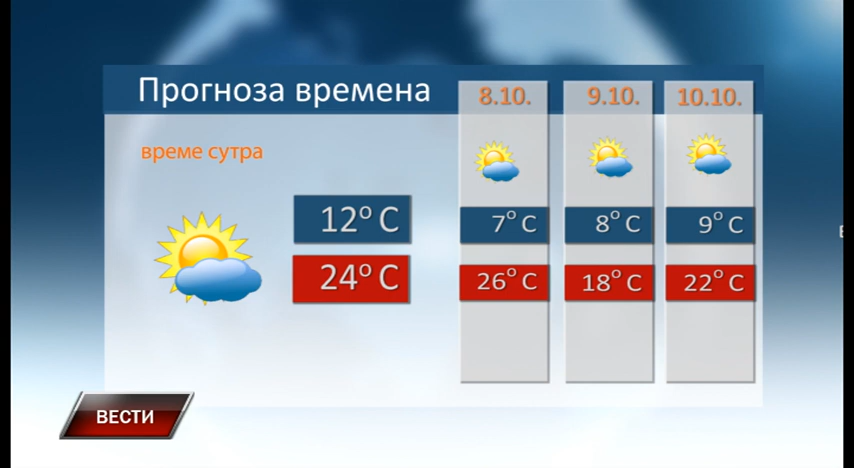 Прогноза времена
време сутра
12° C
24° C
8.10.
7° C
26° C
9.10.
8° C
18° C
10.10.
9° C
22° C
ВЕСТИ